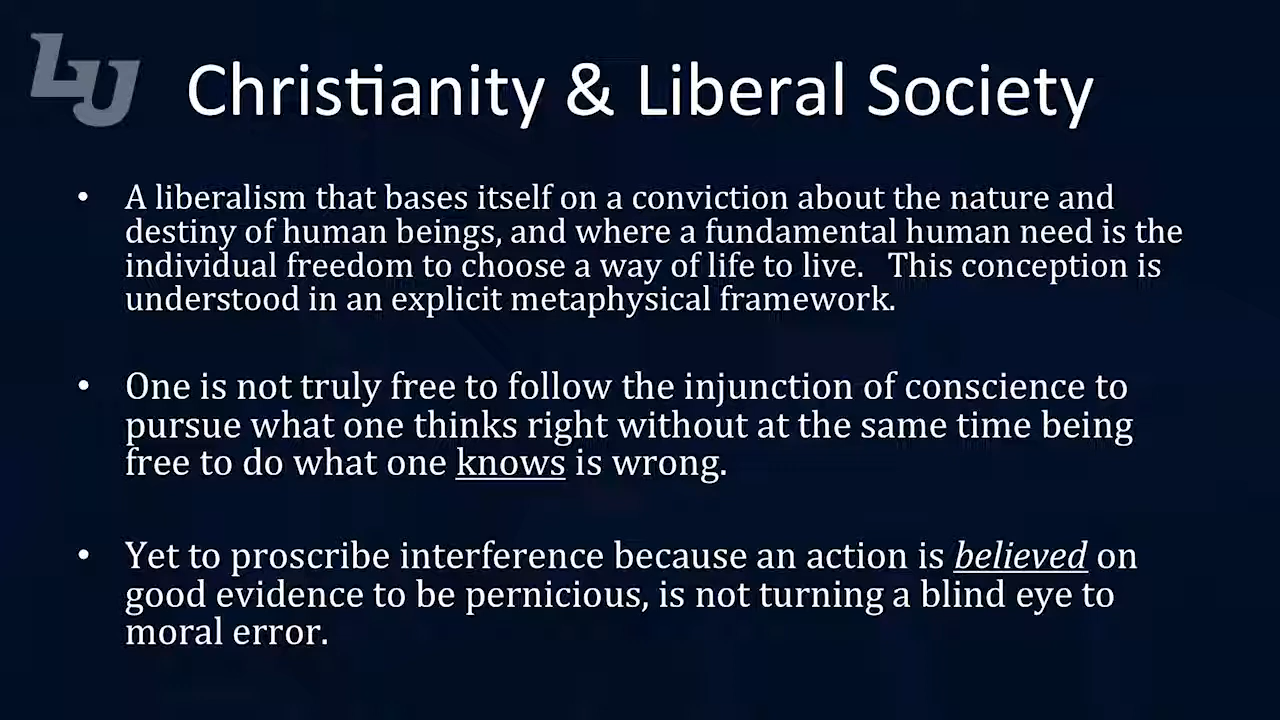 LU
Christianity & Liberal Society
• A liberalism that bases itself on a conviction about the nature and
destiny of human beings, and where a fundamental human need is the
individual freedom to choose a way of life to live. This conception is
understood in an explicit metaphysical framework.
• One is not truly free to follow the injunction of conscience to
pursue what one thinks right without at the same time being
free to do what one knows is wrong.
• Yet to proscribe interference because an action is believed on
good evidence to be pernicious, is not turning a blind eye to
moral error.